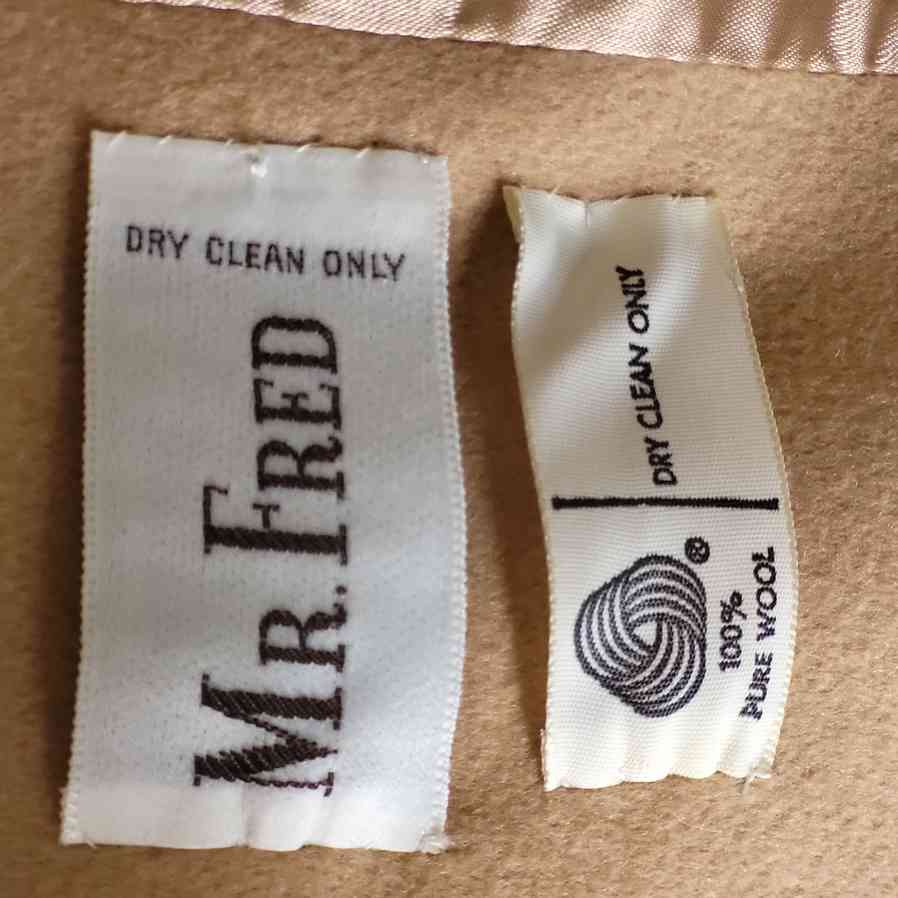 DRY CLEAN ONLY
MR. FRED
DRY CLEAN ONLY
®
100%
PURE WOOL